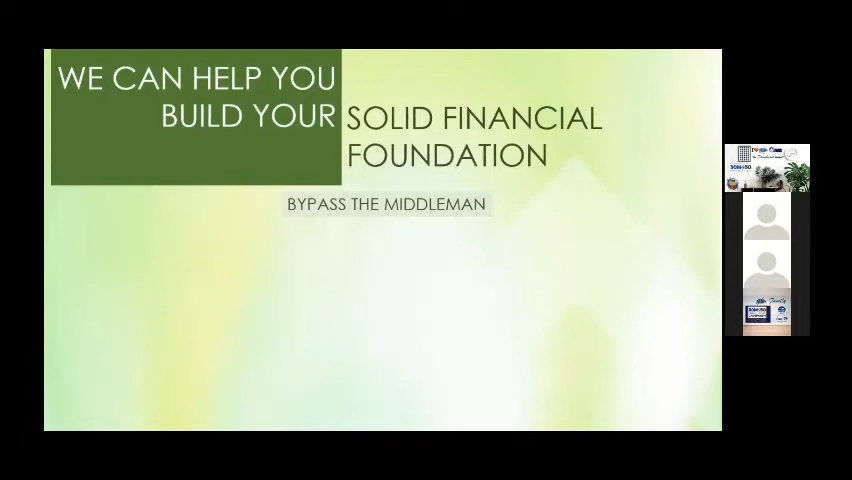 WE CAN HELP YOU
BUILD YOUR SOLID FINANCIAL
FOUNDATION
BYPASS THE MIDDLEMAN